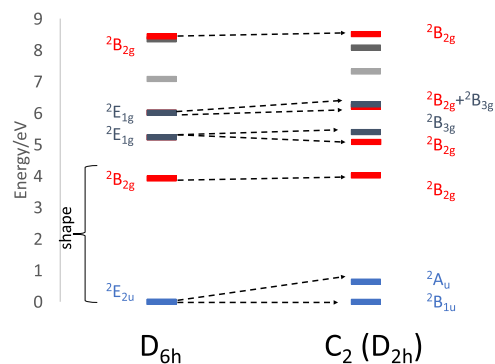 9
8
7
6
5
4
3
2
1
0
Energy/eV
shape
²B₂g
²E₁g
²E₁g
²B₂g
²E₂u
²B₂g
²B₂g+²B₃g
²B₃g
²B₂g
²B₂g
²Aᵤ
²B₁u
D₆h
C₂ (D₂h)